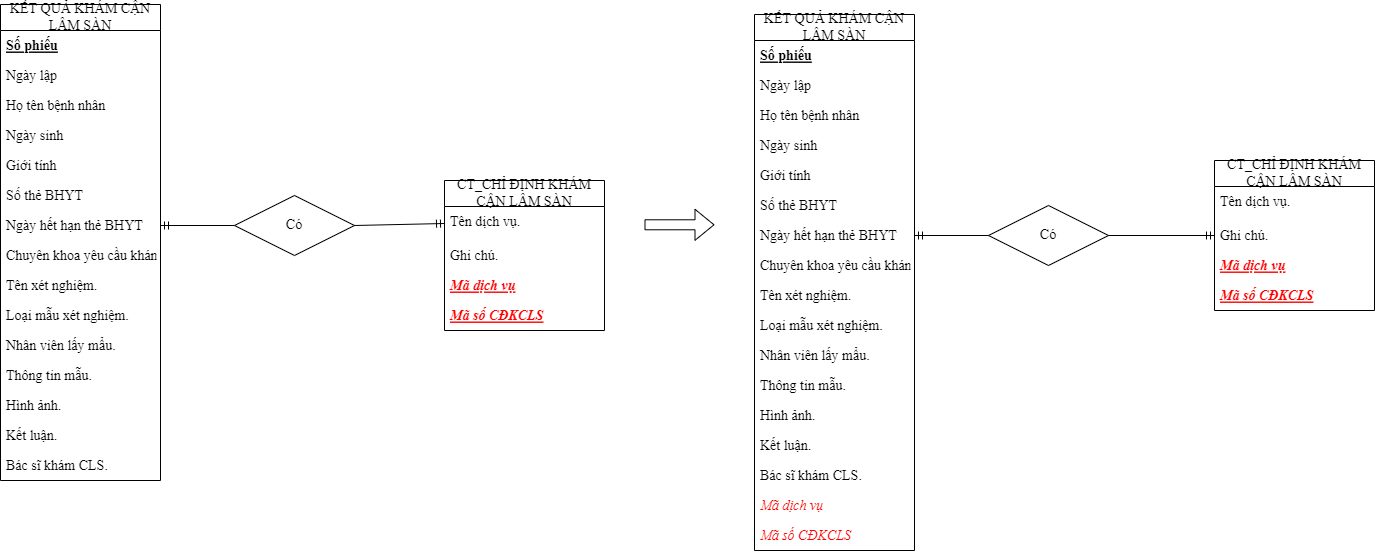 KẾT QUẢ KHÁM CẬN
LÂM SÀN
Số phiếu
Ngày lập
Họ tên bệnh nhân
Ngày sinh
Giới tính
Số thẻ BHYT
Ngày hết hạn thẻ BHYT
Chuyên khoa yêu cầu khán
Tên xét nghiệm.
Loại mẫu xét nghiệm.
Nhân viên lấy mẩu.
Thông tin mẫu.
Hình ảnh.
Kết luận.
Bác sĩ khám CLS.
Có
CT_CHỈ ĐỊNH KHÁM
CẬN LÂM SÀN
Tên dịch vụ.
Ghi chú.
Mã dịch vụ
Mã số CĐKCLS
KẾT QUẢ KHÁM CẬN
LÂM SÀN
Số phiếu
Ngày lập
Họ tên bệnh nhân
Ngày sinh
Giới tính
Số thẻ BHYT
Ngày hết hạn thẻ BHYT
Chuyên khoa yêu cầu khán
Tên xét nghiệm.
Loại mẫu xét nghiệm.
Nhân viên lấy mẩu.
Thông tin mẫu.
Hình ảnh.
Kết luận.
Bác sĩ khám CLS.
Mã dịch vụ
Mã số CĐKCLS
Có
CT_CHỈ ĐỊNH KHÁM
CẬN LÂM SÀN
Tên dịch vụ.
Ghi chú.
Mã dịch vụ
Mã số CĐKCLS